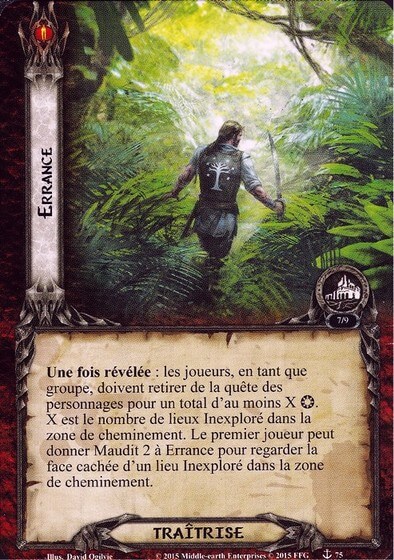 ERRANCE
7/9
Une fois révélée : les joueurs, en tant que
groupe, doivent retirer de la quête des
personnages pour un total d'au moins X
X est le nombre de lieux Inexploré dans la
zone de cheminement. Le premier joueur peut
donner Maudit 2 à Errance pour regarder la
face cachée d'un lieu Inexploré dans la zone
de cheminement.
TRAÎTRISE
Illus. David Ogilvie
© 2015 Middle-earth Enterprises © 2015 FFG
75